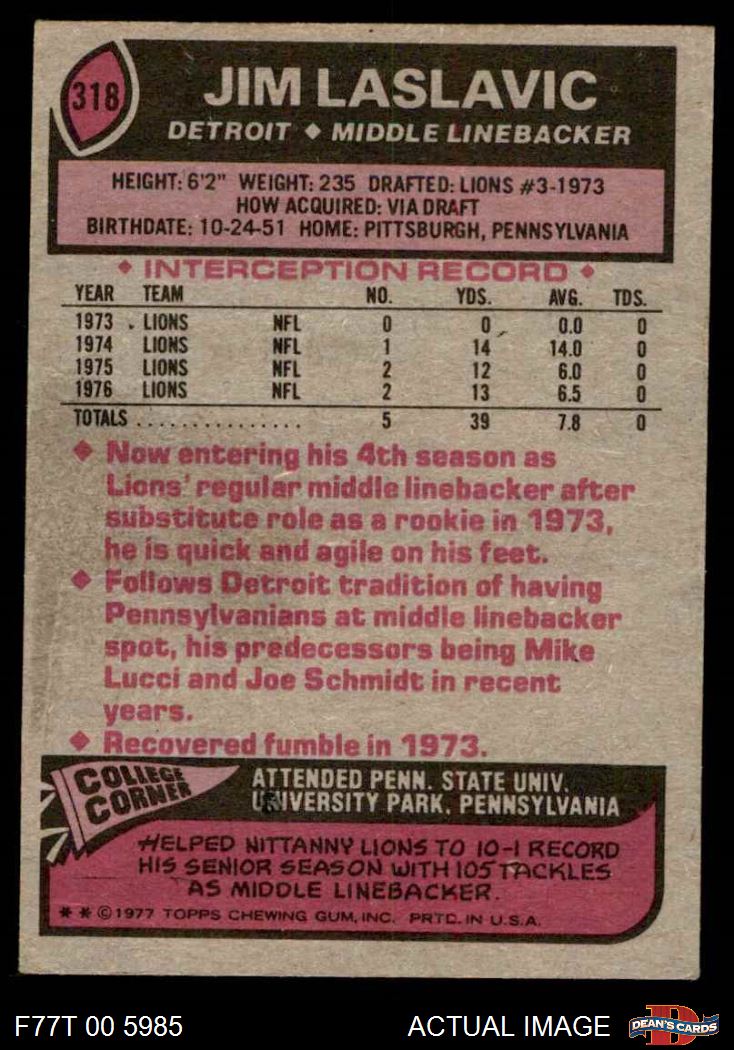 318
JIM LASLAVIC
DETROIT ◆ MIDDLE LINEBACKER
HEIGHT: 6'2" WEIGHT: 235 DRAFTED: LIONS #3-1973
HOW ACQUIRED: VIA DRAFT
BIRTHDATE: 10-24-51 HOME: PITTSBURGH, PENNSYLVANIA
◆ INTERCEPTION RECORD ◆
YEAR TEAM NO. YDS. AVG. TDS.
1973 LIONS NFL 0 0 0.0 0
1974 LIONS NFL 1 14 14.0 0
1975 LIONS NFL 2 12 6.0 0
1976 LIONS NFL 2 13 6.5 0
TOTALS ............... 5 39 7.8 0
◆ Now entering his 4th season as
Lions' regular middle linebacker after
substitute role as a rookie in 1973,
he is quick and agile on his feet.
◆ Follows Detroit tradition of having
Pennsylvanians at middle linebacker
spot, his predecessors being Mike
Lucci and Joe Schmidt in recent
years.
◆ Recovered fumble in 1973.
COLLEGE
CORNER
ATTENDED PENN. STATE UNIV.
UNIVERSITY PARK, PENNSYLVANIA
HELPED NITTANNY LIONS TO 10-1 RECORD
HIS SENIOR SEASON WITH 105 TACKLES
AS MIDDLE LINEBACKER.
* * © 1977 TOPPS CHEWING GUM, INC. PRTD. IN U.S.A.
F77T 00 5985 ACTUAL IMAGE
D
DEAN'S CARDS